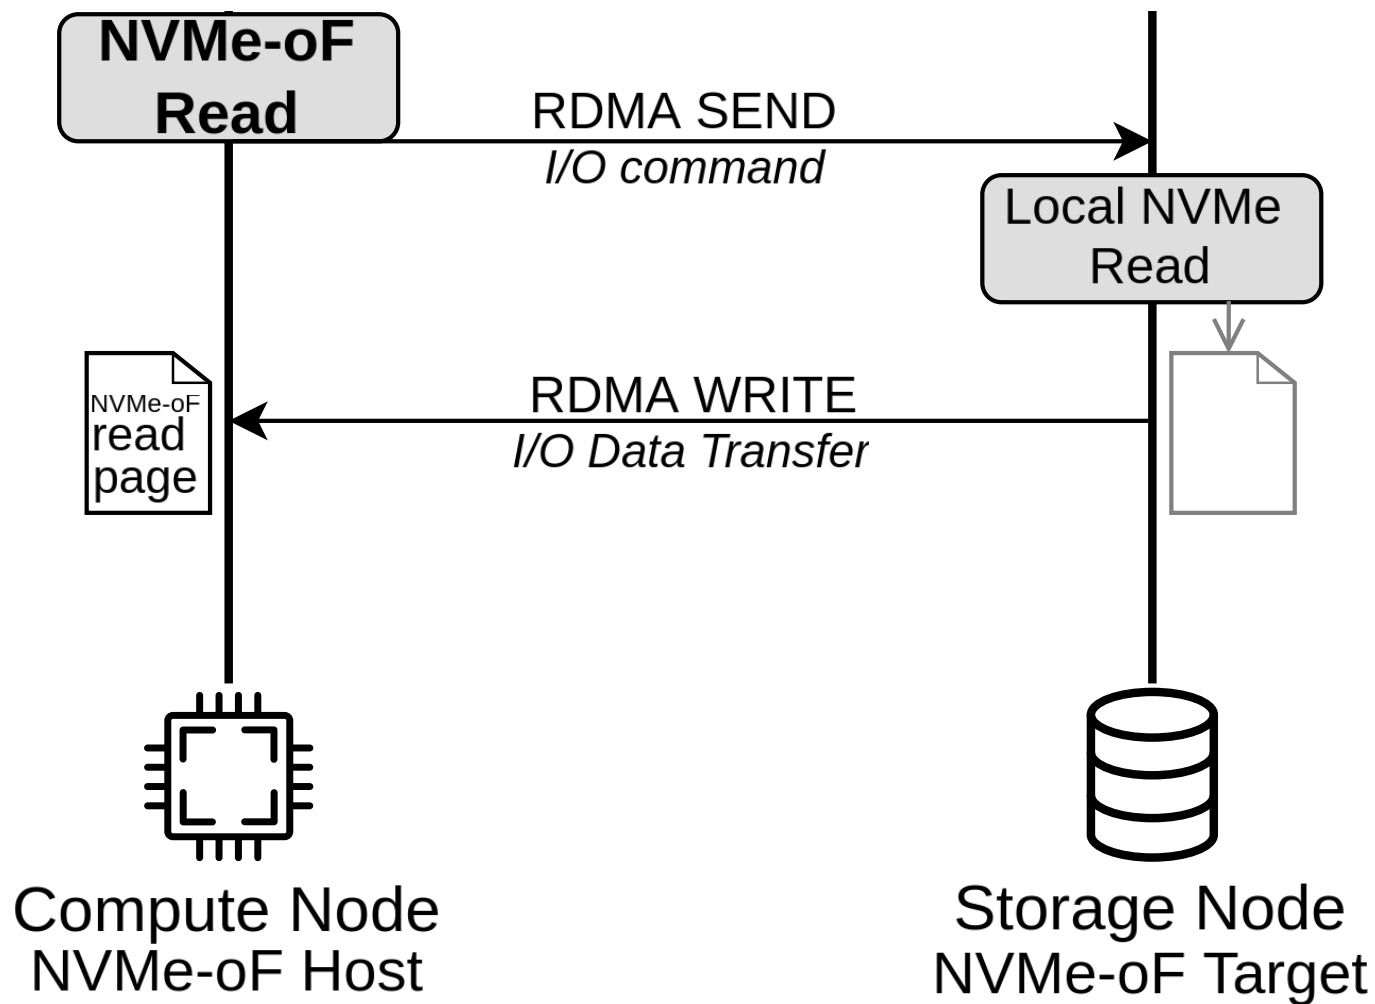 NVMe-oF
Read
RDMA SEND
I/O command
Local NVMe
Read
NVMe-oF
read
page
RDMA WRITE
I/O Data Transfer
Compute Node
NVMe-oF Host
Storage Node
NVMe-oF Target